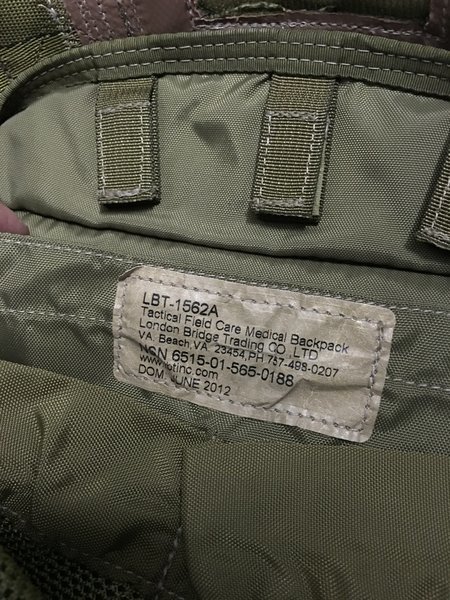 LBT-1562A
Tactical Field Care Medical Backpack
London Bridge Trading CO.,LTD
VA. Beach,VA. 23454,PH 757-498-0207
NSN 6515-01-565-0188
www.lbtinc.com
DOM: JUNE 2012